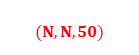 (N, N, 50)